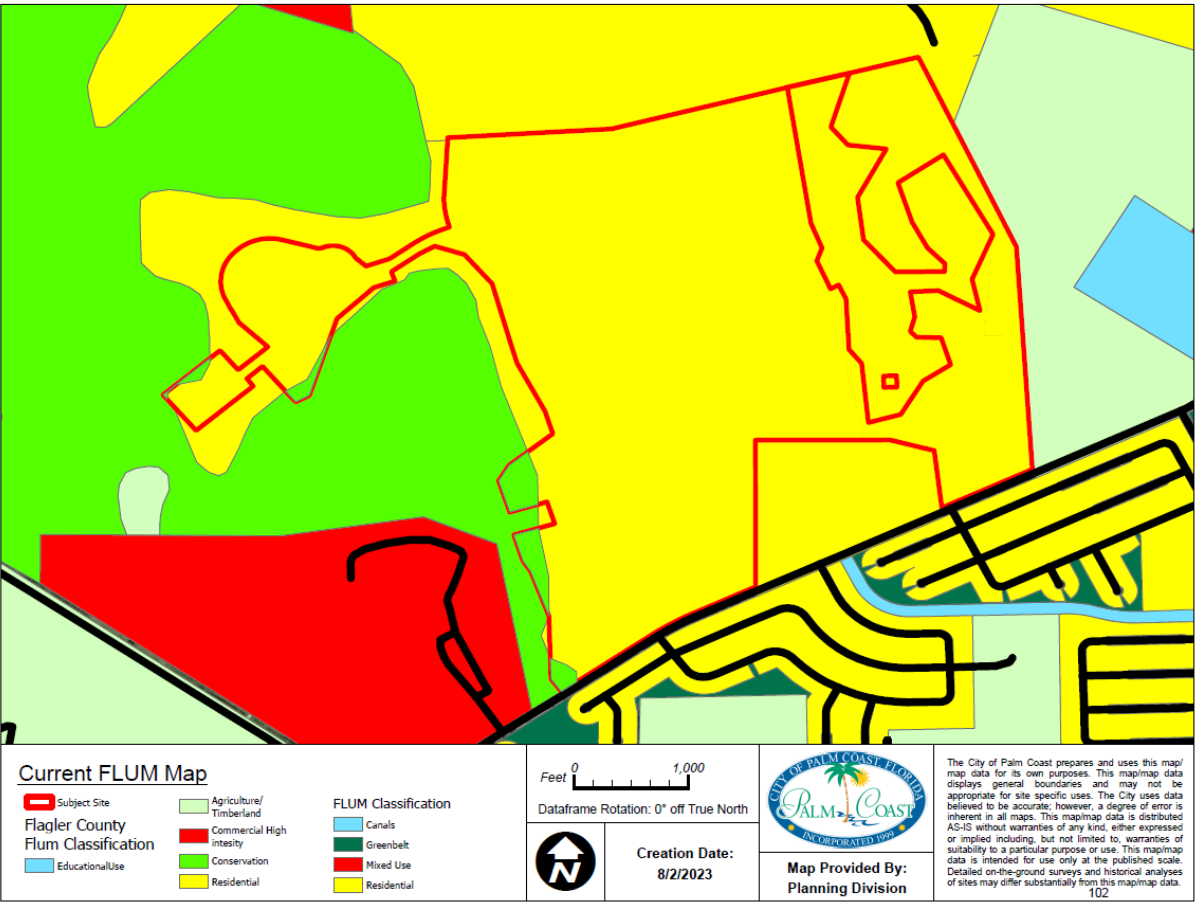 Current FLUM Map
Subject Site
Flagler County
Flum Classification
EducationalUse
Agriculture/
Timberland
Commercial High
intesity
Conservation
Residential
FLUM Classification
Canals
Greenbelt
Mixed Use
Residential
Feet 0 1,000
Dataframe Rotation: 0° off True North
N
Creation Date:
8/2/2023
CITY OF PALM COAST, FLORIDA
PALM COAST
INCORPORATED 1999
Map Provided By:
Planning Division
The City of Palm Coast prepares and uses this map/
map data for its own purposes. This map/map data
displays general boundaries and may not be
appropriate for site specific uses. The City uses data
believed to be accurate; however, a degree of error is
inherent in all maps. This map/map data is distributed
AS-IS without warranties of any kind, either expressed
or implied including, but not limited to, warranties of
suitability to a particular purpose or use. This map/map
data is intended for use only at the published scale.
Detailed on-the-ground surveys and historical analyses
of sites may differ substantially from this map/map data.
102